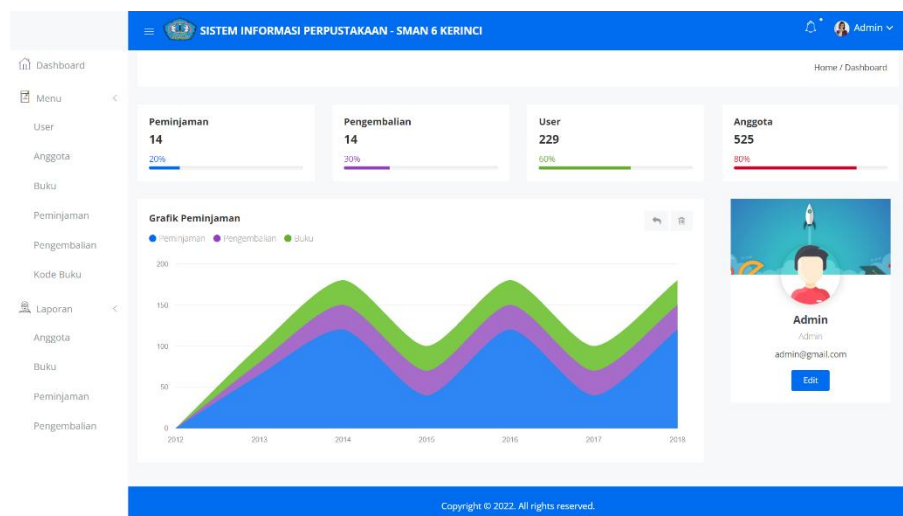 SISTEM INFORMASI PERPUSTAKAAN - SMAN 6 KERINCI
Admin
Dashboard
Menu
User
Anggota
Buku
Peminjaman
Pengembalian
Kode Buku
Laporan
Anggota
Buku
Peminjaman
Pengembalian
Home / Dashboard
Peminjaman
14
20%
Pengembalian
14
30%
User
229
60%
Anggota
525
80%
Grafik Peminjaman
Peminjaman Pengembalian Buku
200
150
100
50
0
2012 2013 2014 2015 2016 2017 2018
Admin
Admin
admin@gmail.com
Edit
Copyright © 2022. All rights reserved.